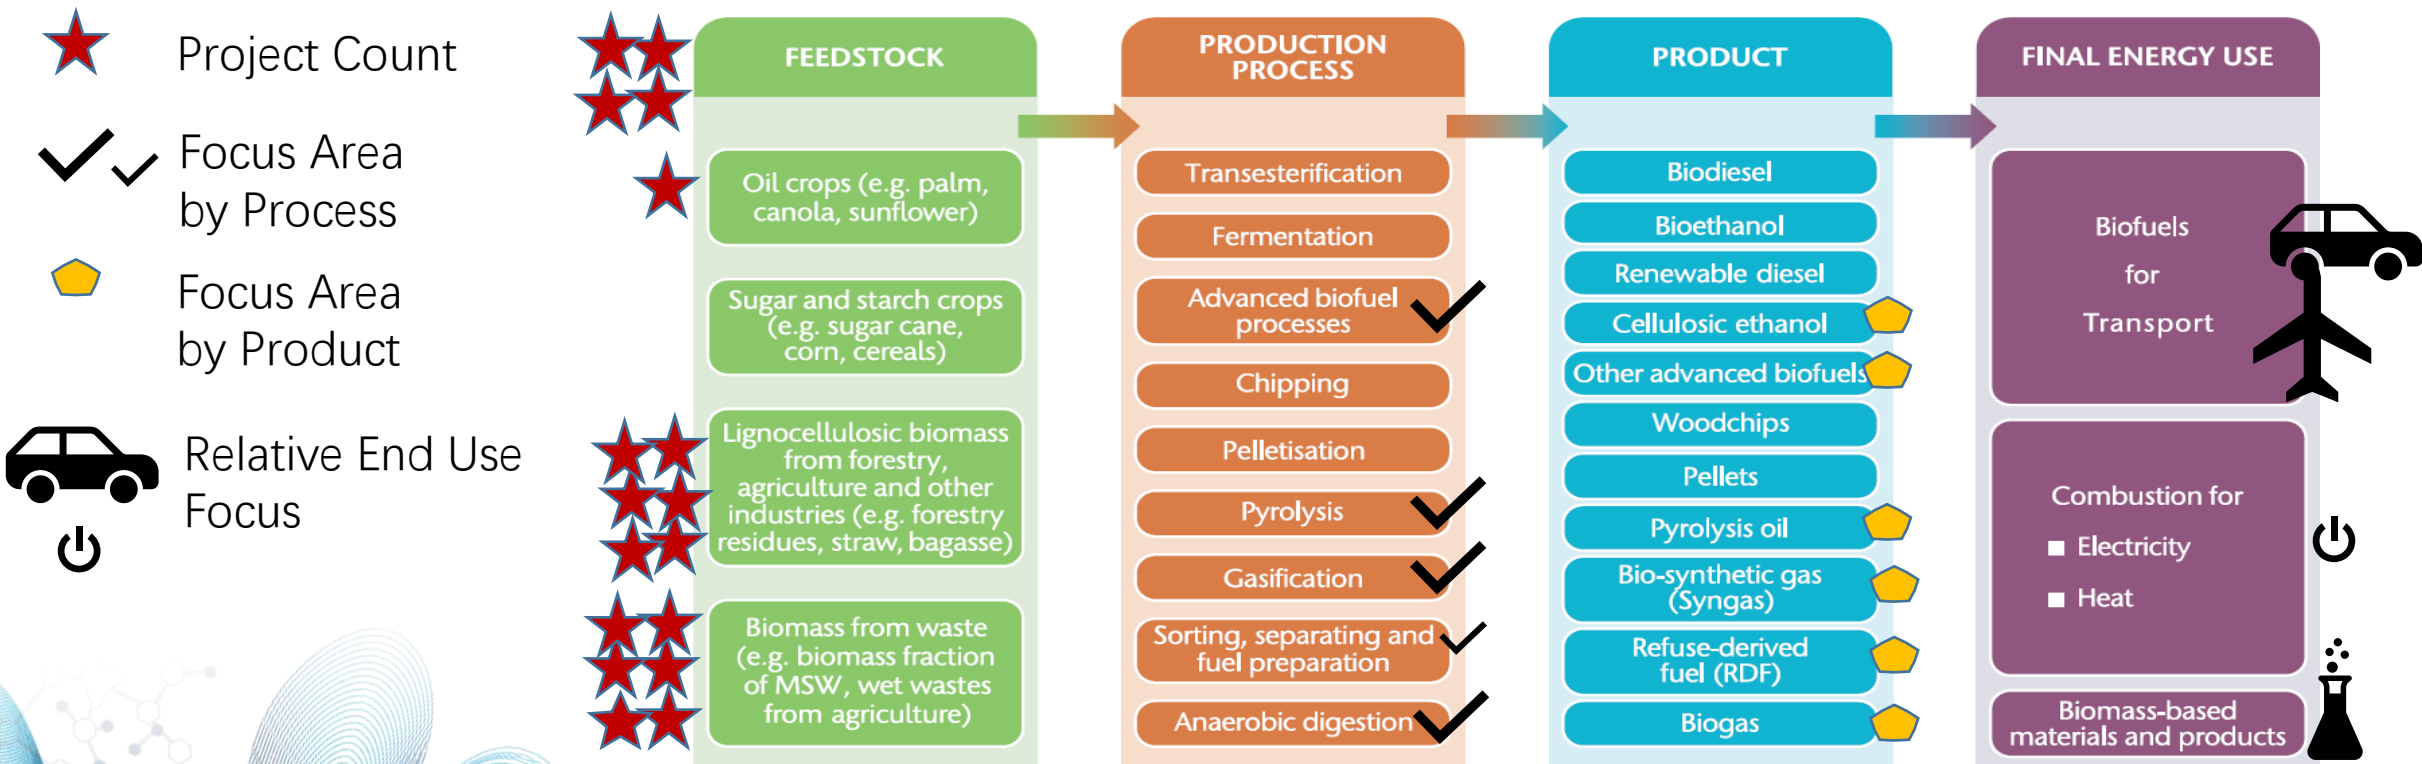 Project Count
Focus Area
by Process
Focus Area
by Product
Relative End Use
Focus
FEEDSTOCK
Oil crops (e.g. palm,
canola, sunflower)
Sugar and starch crops
(e.g. sugar cane,
corn, cereals)
Lignocellulosic biomass
from forestry,
agriculture and other
industries (e.g. forestry
residues, straw, bagasse)
Biomass from waste
(e.g. biomass fraction
of MSW, wet wastes
from agriculture)
PRODUCTION
PROCESS
Transesterification
Fermentation
Advanced biofuel
processes
Chipping
Pelletisation
Pyrolysis
Gasification
Sorting, separating and
fuel preparation
Anaerobic digestion
PRODUCT
Biodiesel
Bioethanol
Renewable diesel
Cellulosic ethanol
Other advanced biofuels
Woodchips
Pellets
Pyrolysis oil
Bio-synthetic gas
(Syngas)
Refuse-derived
fuel (RDF)
Biogas
FINAL ENERGY USE
Biofuels
for
Transport
Combustion for
Electricity
Heat
Biomass-based
materials and products